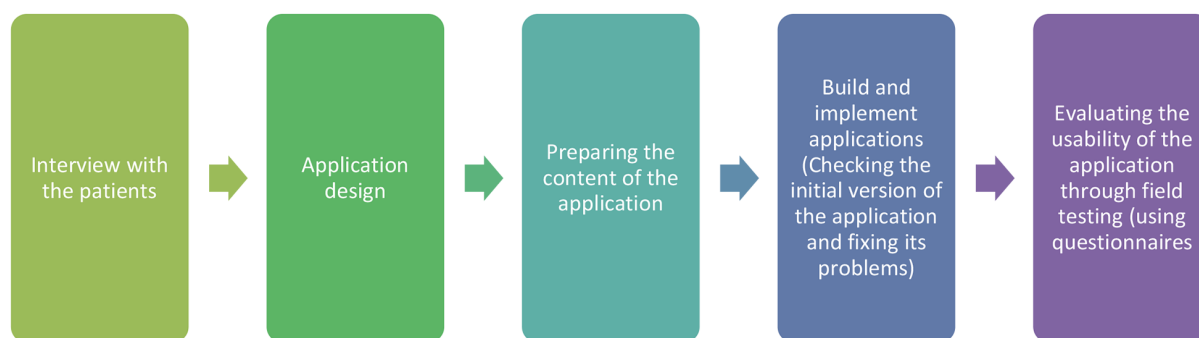 Interview with
the patients
Application
design
Preparing the
content of the
application
Build and
implement
applications
(Checking the
initial version of
the application
and fixing its
problems)
Evaluating the
usability of the
application
through field
testing (using
questionnaires